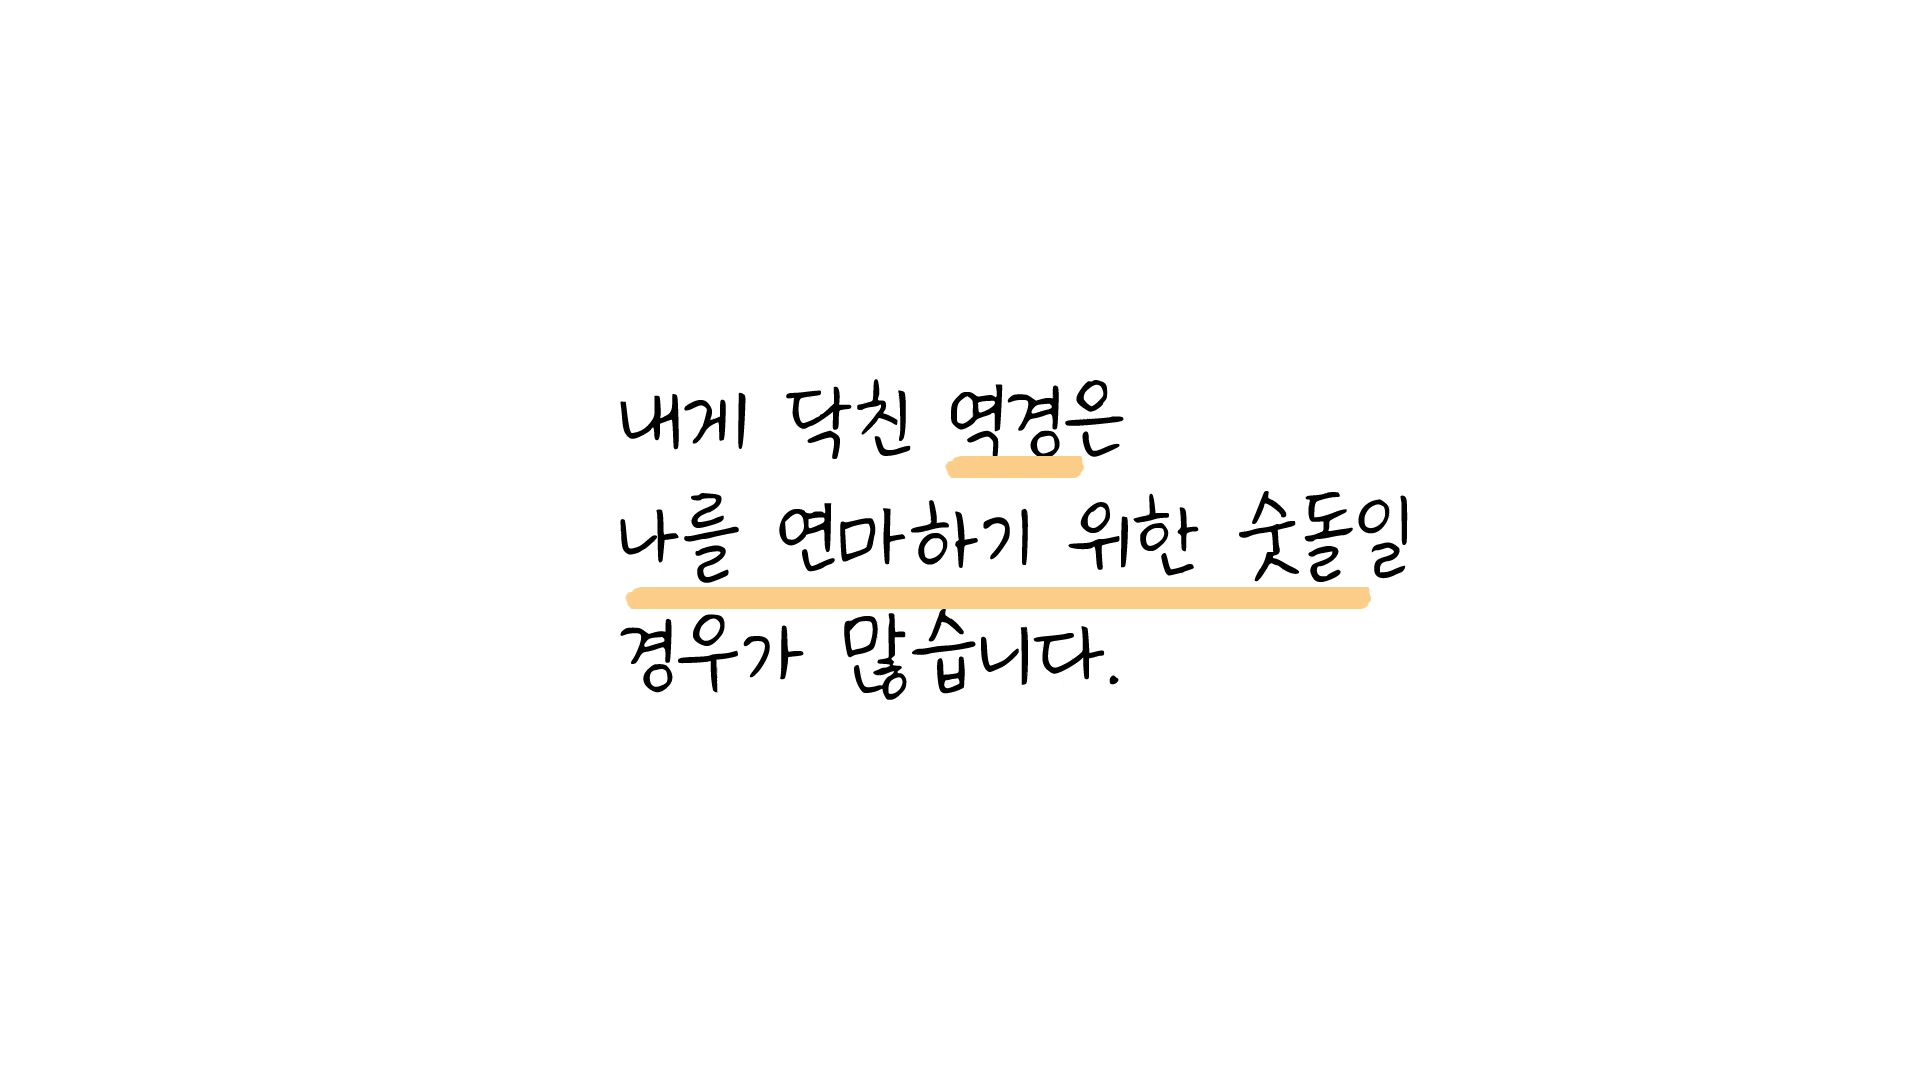 내게 닥친 역경은
나를 연마하기 위한 숫돌일
경우가 많습니다.